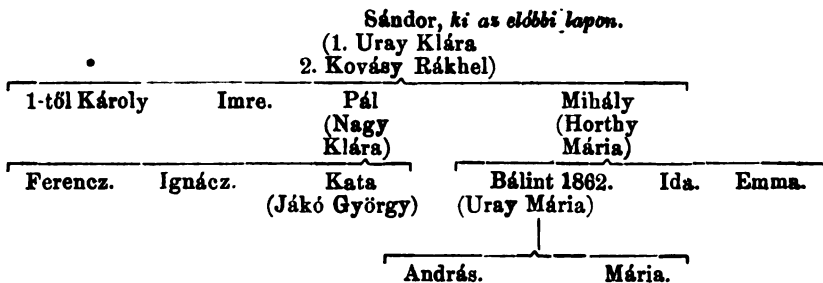 Sándor, ki az előbbi lapon.
(1. Uray Klára
2. Kovásy Rákhel)
1-től Károly Imre. Pál Mihály
(Nagy (Horthy
Klára) Mária)
Ferencz. Ignácz. Kata Bálint 1862. Ida. Emma.
(Jákó György) (Uray Mária)
András. Mária.